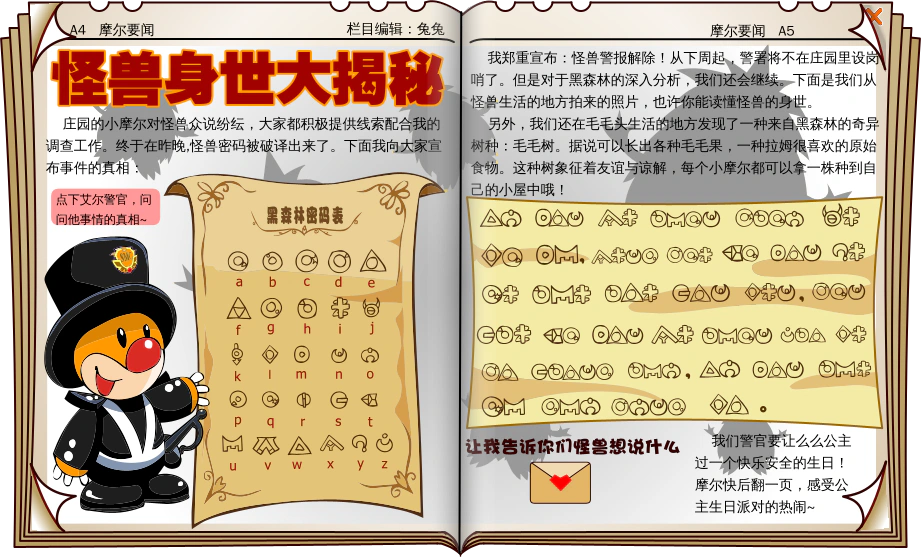 A4 摩尔要闻
栏目编辑：兔兔
怪兽身世大揭秘
庄园的小摩尔对怪兽众说纷纭，大家都积极提供线索配合我的
调查工作。终于在昨晚,怪兽密码被破译出来了。下面我向大家宣
布事件的真相：
点下艾尔警官，问
问他事情的真相~
黑森林密码表
a b c d e
f g h i j
k l m n o
p q r s t
u v w x y z
摩尔要闻 A5
我郑重宣布：怪兽警报解除！从下周起，警署将不在庄园里设岗
哨了。但是对于黑森林的深入分析，我们还会继续。下面是我们从
怪兽生活的地方拍来的照片，也许你能读懂怪兽的身世。
另外，我们还在毛毛头生活的地方发现了一种来自黑森林的奇异
树种：毛毛树。据说可以长出各种毛毛果，一种拉姆很喜欢的原始
食物。这种树象征着友谊与谅解，每个小摩尔都可以拿一株种到自
己的小屋中哦！
让我告诉你们怪兽想说什么
我们警官要让么么公主
过一个快乐安全的生日！
摩尔快后翻一页，感受公
主生日派对的热闹~